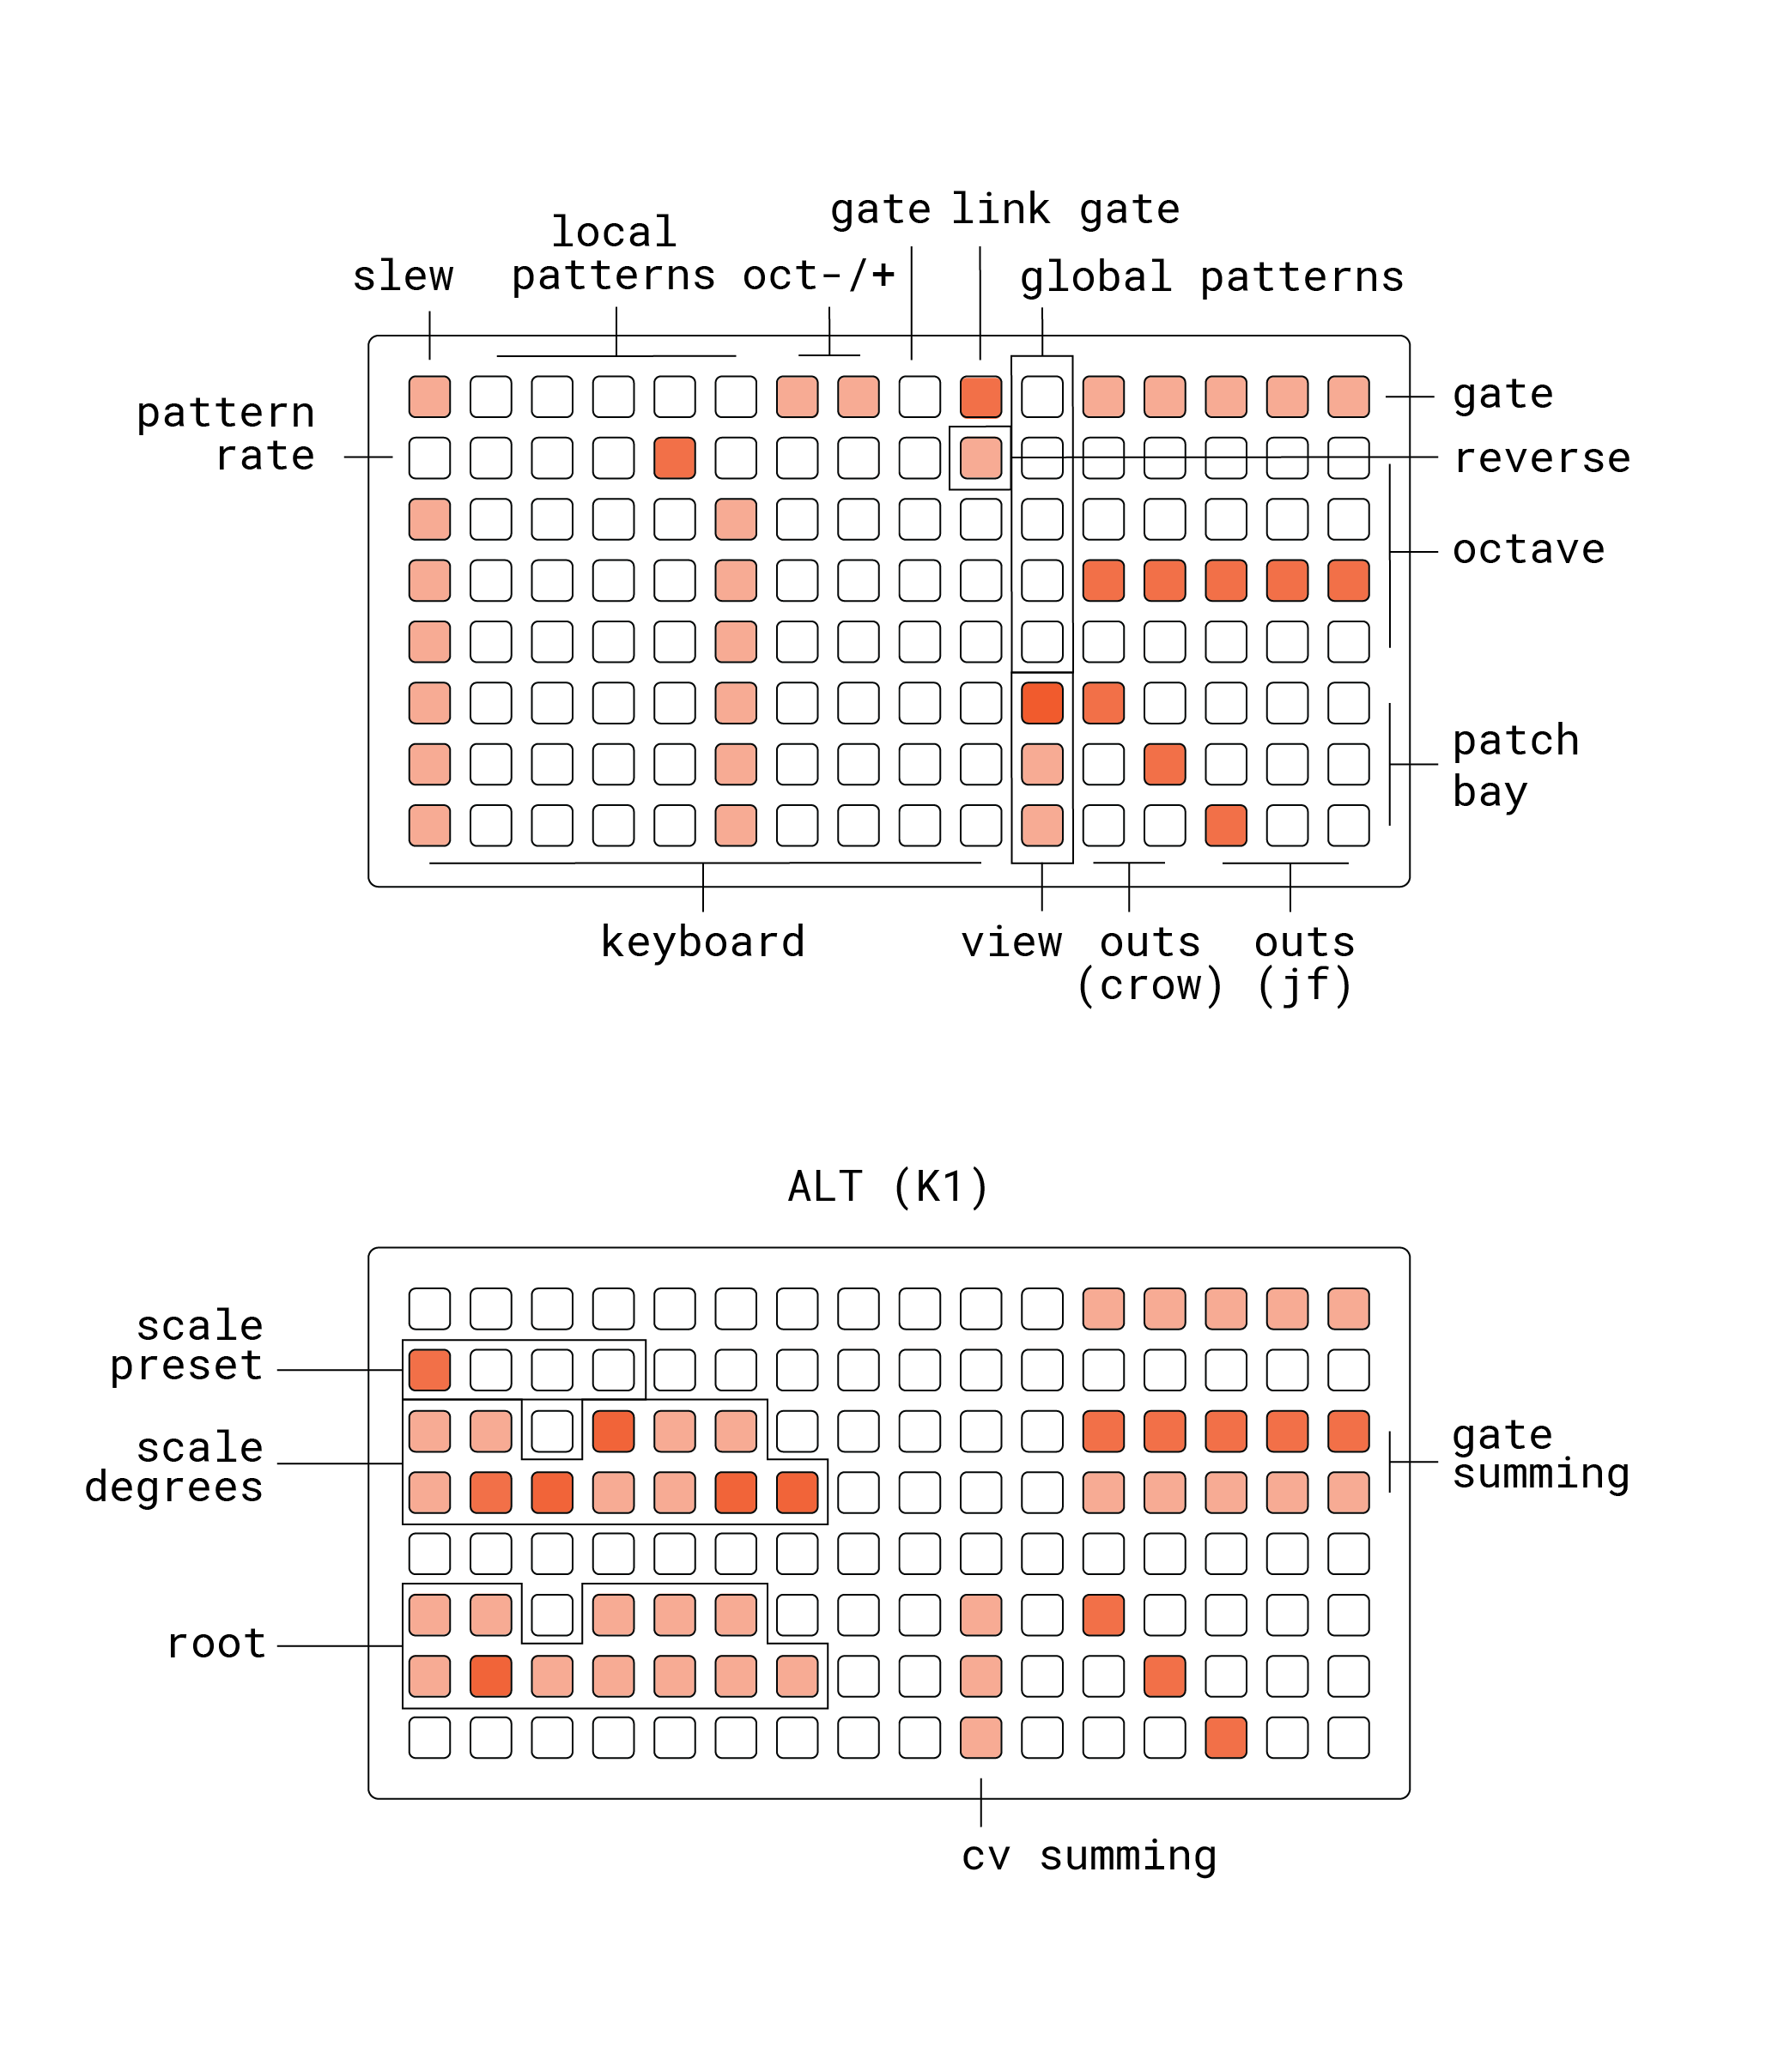 gate link gate
local
patterns
slew
oct-/+
global patterns
pattern
rate
gate
reverse
octave
patch
bay
keyboard
view
outs
(crow)
outs
(jf)
ALT (K1)
scale
preset
scale
degrees
gate
summing
root
cv summing